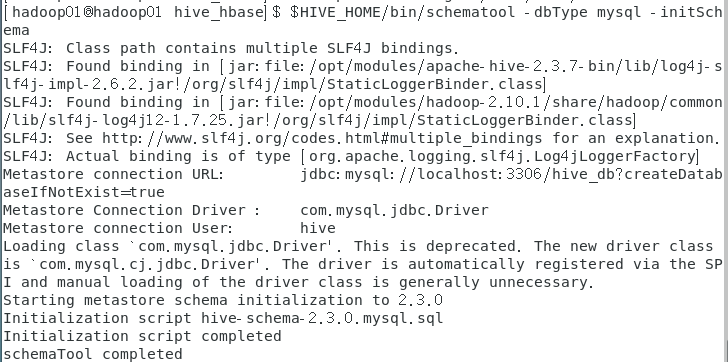 [hadoop01@hadoop01 hive_hbase]$ $HIVE_HOME/bin/schematool -dbType mysql -initSch
ema
SLF4J: Class path contains multiple SLF4J bindings.
SLF4J: Found binding in [jar:file:/opt/modules/apache-hive-2.3.7-bin/lib/log4j-s
lf4j-impl-2.6.2.jar!/org/slf4j/impl/StaticLoggerBinder.class]
SLF4J: Found binding in [jar:file:/opt/modules/hadoop-2.10.1/share/hadoop/common
/lib/slf4j-log4j12-1.7.25.jar!/org/slf4j/impl/StaticLoggerBinder.class]
SLF4J: See http://www.slf4j.org/codes.html#multiple_bindings for an explanation.
SLF4J: Actual binding is of type [org.apache.logging.slf4j.Log4jLoggerFactory]
Metastore connection URL:        jdbc:mysql://localhost:3306/hive_db?createDatab
aseIfNotExist=true
Metastore Connection Driver :    com.mysql.jdbc.Driver
Metastore connection User:       hive
Loading class `com.mysql.jdbc.Driver'. This is deprecated. The new driver class
is `com.mysql.cj.jdbc.Driver'. The driver is automatically registered via the SP
I and manual loading of the driver class is generally unnecessary.
Starting metastore schema initialization to 2.3.0
Initialization script hive-schema-2.3.0.mysql.sql
Initialization script completed
schemaTool completed